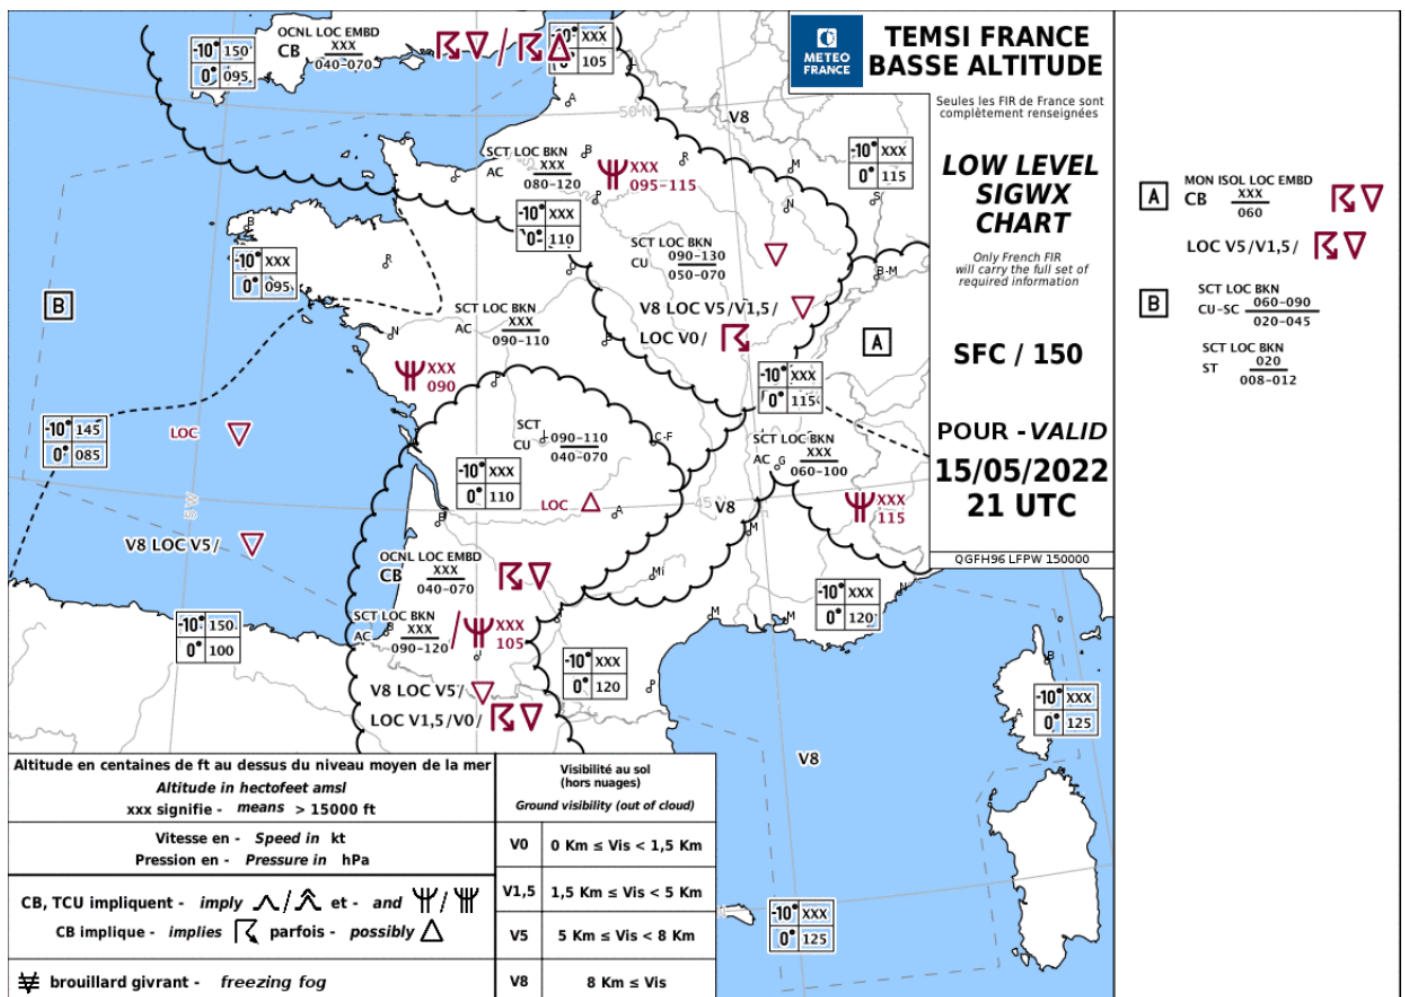 OCNL LOC EMBD
CB XXX
040-070
-10° 150
0° 095
-10° XXX
0° 105
METEO
FRANCE
TEMSI FRANCE
BASSE ALTITUDE
Seules les FIR de France sont
complètement renseignées
LOW LEVEL
SIGWX
CHART
Only French FIR
will carry the full set of
required information
SFC / 150
POUR - VALID
15/05/2022
21 UTC
QGFH96 LFPW 150000
A
MON ISOL LOC EMBD
CB XXX
060
LOC V5/V1,5/
B
SCT LOC BKN
CU-SC 060-090
020-045
SCT LOC BKN
ST 020
008-012
A
50 N
V8
C
SCT LOC BKN
AC XXX
080-120
B
XXX
095-115
R
M
-10° XXX
0° 115
C
P
N
S
-10° XXX
0° 110
B
R
-10° XXX
0° 095
SCT LOC BKN
CU 090-130
050-070
B-M
B
V8 LOC V5/V1,5/
LOC V0/
SCT LOC BKN
AC XXX
090-110
N
A
XXX
090
P
-10° XXX
0° 115
-10° 145
0° 085
LOC
SCT
CU 090-110
040-070
L
C-F
SCT LOC BKN
AC XXX
060-100
G
-10° XXX
0° 110
LOC
A
45 N
V8
XXX
115
5 W
B
M
V8 LOC V5/
OCNL LOC EMBD
CB XXX
040-070
Mi
N
-10° XXX
0° 120
M
M
SCT LOC BKN
AC XXX
090-120
B
XXX
105
-10° 150
0° 100
-10° XXX
0° 120
P
B
A
-10° XXX
0° 125
V8 LOC V5/
LOC V1,5/V0/
V8
Altitude en centaines de ft au dessus du niveau moyen de la mer
Altitude in hectofeet amsl
xxx signifie - means > 15000 ft
Vitesse en - Speed in kt
Pression en - Pressure in hPa
CB, TCU impliquent - imply / et - and /
CB implique - implies parfois - possibly
brouillard givrant - freezing fog
Visibilité au sol
(hors nuages)
Ground visibility (out of cloud)
V0 0 Km ≤ Vis < 1,5 Km
V1,5 1,5 Km ≤ Vis < 5 Km
V5 5 Km ≤ Vis < 8 Km
V8 8 Km ≤ Vis
-10° XXX
0° 125